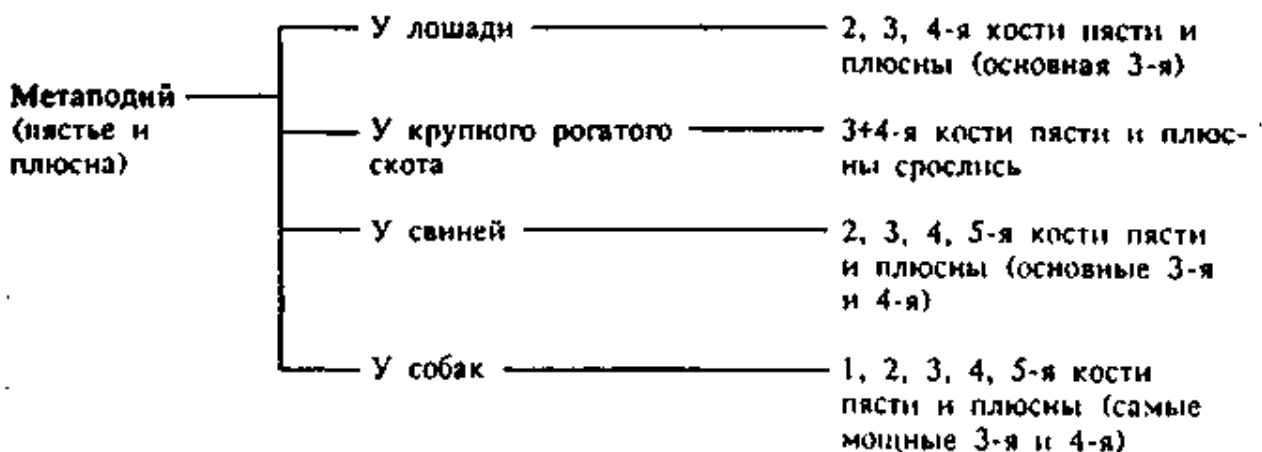 У лошади
2, 3, 4-я кости пясти и
плюсны (основная 3-я)
Метаподий
(пястье и
плюсна)
У крупного рогатого
скота
3+4-я кости пясти и плюс-
ны срослись
У свиней
2, 3, 4, 5-я кости пясти
и плюсны (основные 3-я
и 4-я)
У собак
1, 2, 3, 4, 5-я кости
пясти и плюсны (самые
мощные 3-я и 4-я)